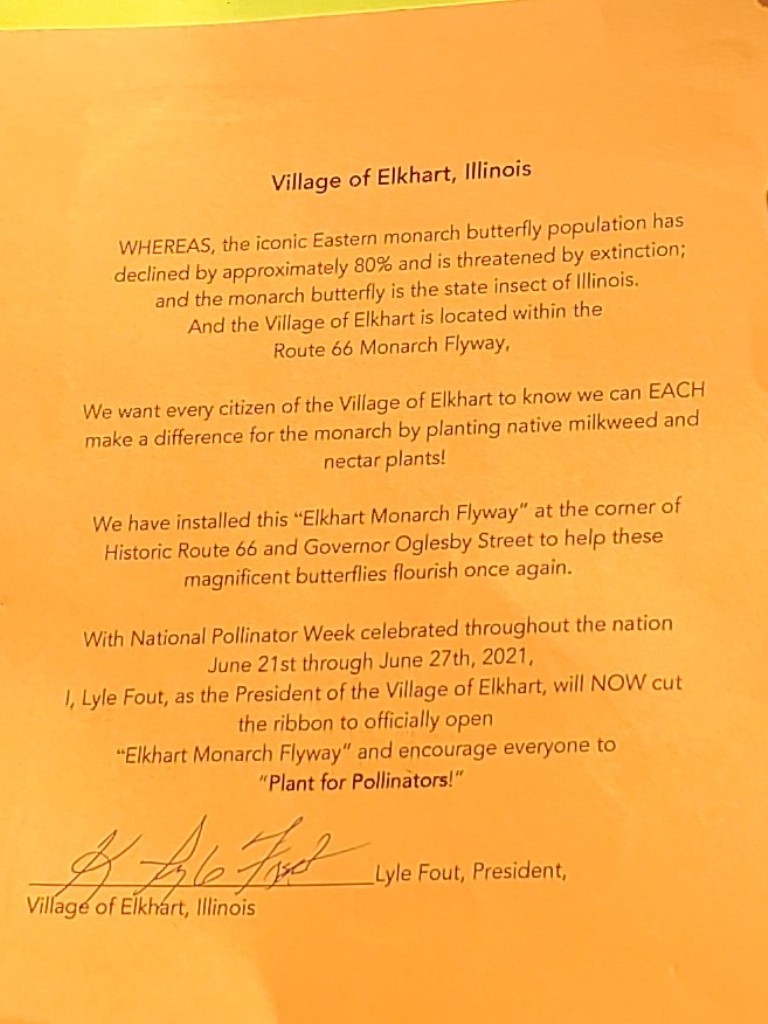 Village of Elkhart, Illinois
WHEREAS, the iconic Eastern monarch butterfly population has
declined by approximately 80% and is threatened by extinction;
and the monarch butterfly is the state insect of Illinois.
And the Village of Elkhart is located within the
Route 66 Monarch Flyway,
We want every citizen of the Village of Elkhart to know we can EACH
make a difference for the monarch by planting native milkweed and
nectar plants!
We have installed this “Elkhart Monarch Flyway” at the corner of
Historic Route 66 and Governor Oglesby Street to help these
magnificent butterflies flourish once again.
With National Pollinator Week celebrated throughout the nation
June 21st through June 27th, 2021,
I, Lyle Fout, as the President of the Village of Elkhart, will NOW cut
the ribbon to officially open
“Elkhart Monarch Flyway” and encourage everyone to
“Plant for Pollinators!”
K Lyle Fout Lyle Fout, President,
Village of Elkhart, Illinois